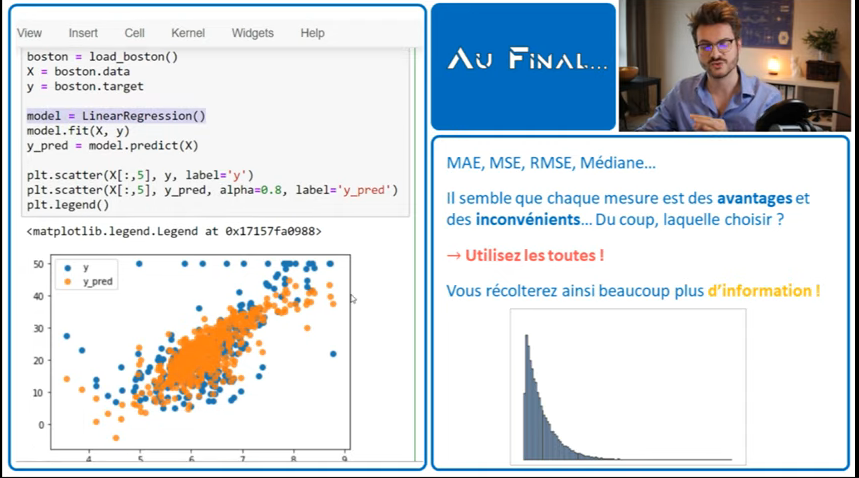 View Insert Cell Kernel Widgets Help
boston = load_boston()
X = boston.data
y = boston.target
model = LinearRegression()
model.fit(X, y)
y_pred = model.predict(X)
plt.scatter(X[:,5], y, label='y')
plt.scatter(X[:,5], y_pred, alpha=0.8, label='y_pred')
plt.legend()
<matplotlib.legend.Legend at 0x17157fa0988>
y
y_pred
50
40
30
20
10
0
4 5 6 7 8 9
AU FINAL...
MAE, MSE, RMSE, Médiane...
Il semble que chaque mesure est des avantages et
des inconvénients... Du coup, laquelle choisir ?
→ Utilisez les toutes !
Vous récolterez ainsi beaucoup plus d'information !